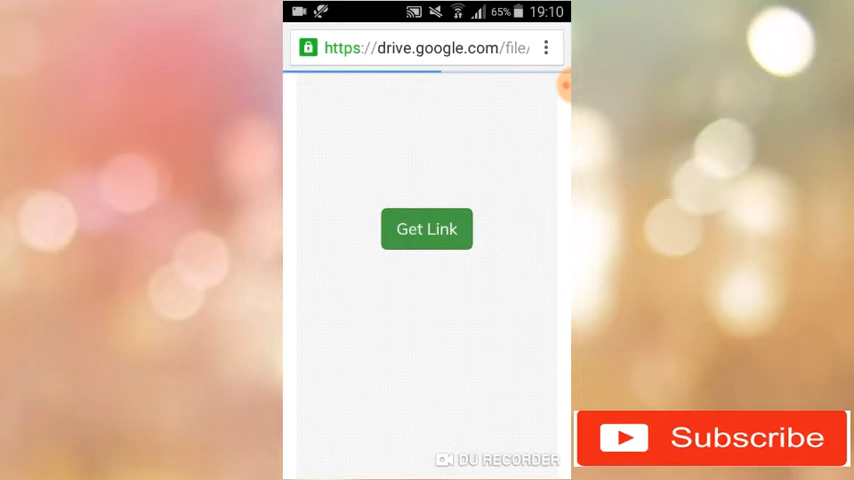 65% 19:10
https://drive.google.com/file/
Get Link
DU RECORDER
Subscribe